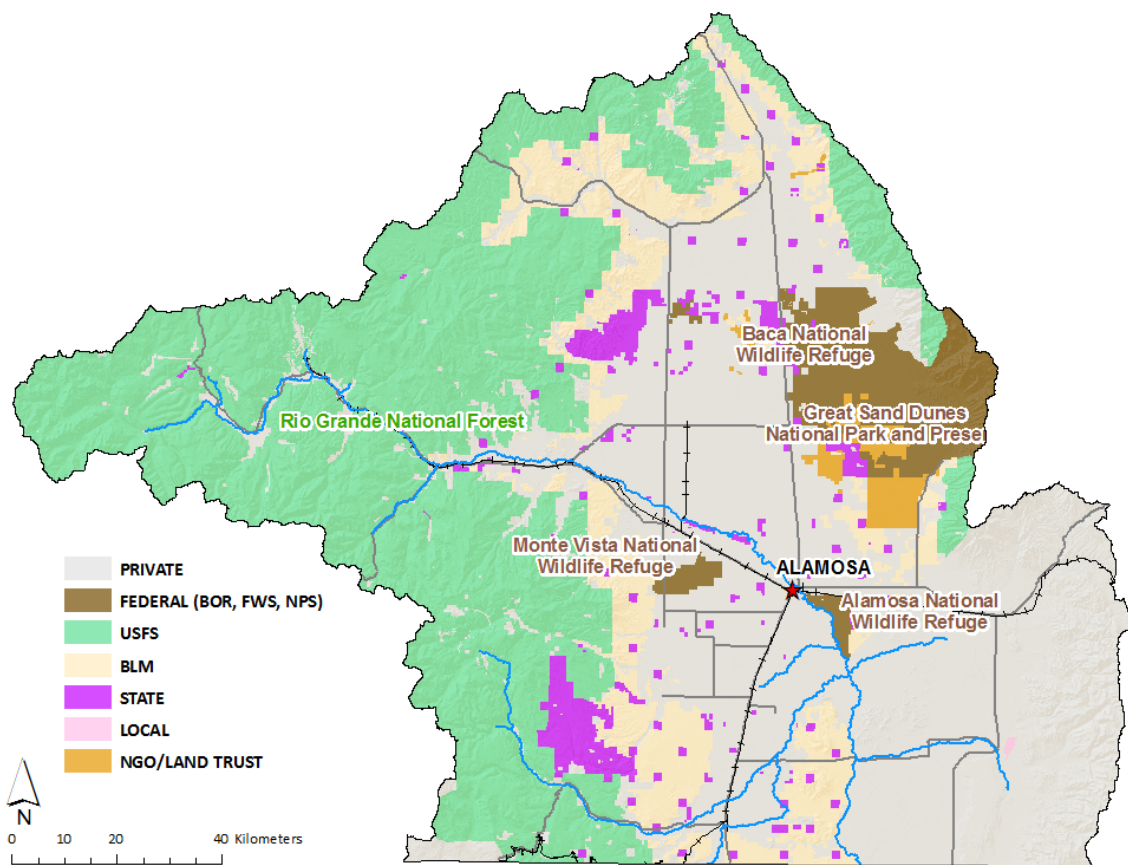 Baca National
Wildlife Refuge
Great Sand Dunes
National Park and Preser
Rio Grande National Forest
Monte Vista National
Wildlife Refuge
ALAMOSA
Alamosa National
Wildlife Refuge
PRIVATE
FEDERAL (BOR, FWS, NPS)
USFS
BLM
STATE
LOCAL
NGO/LAND TRUST
N
0 10 20 40 Kilometers